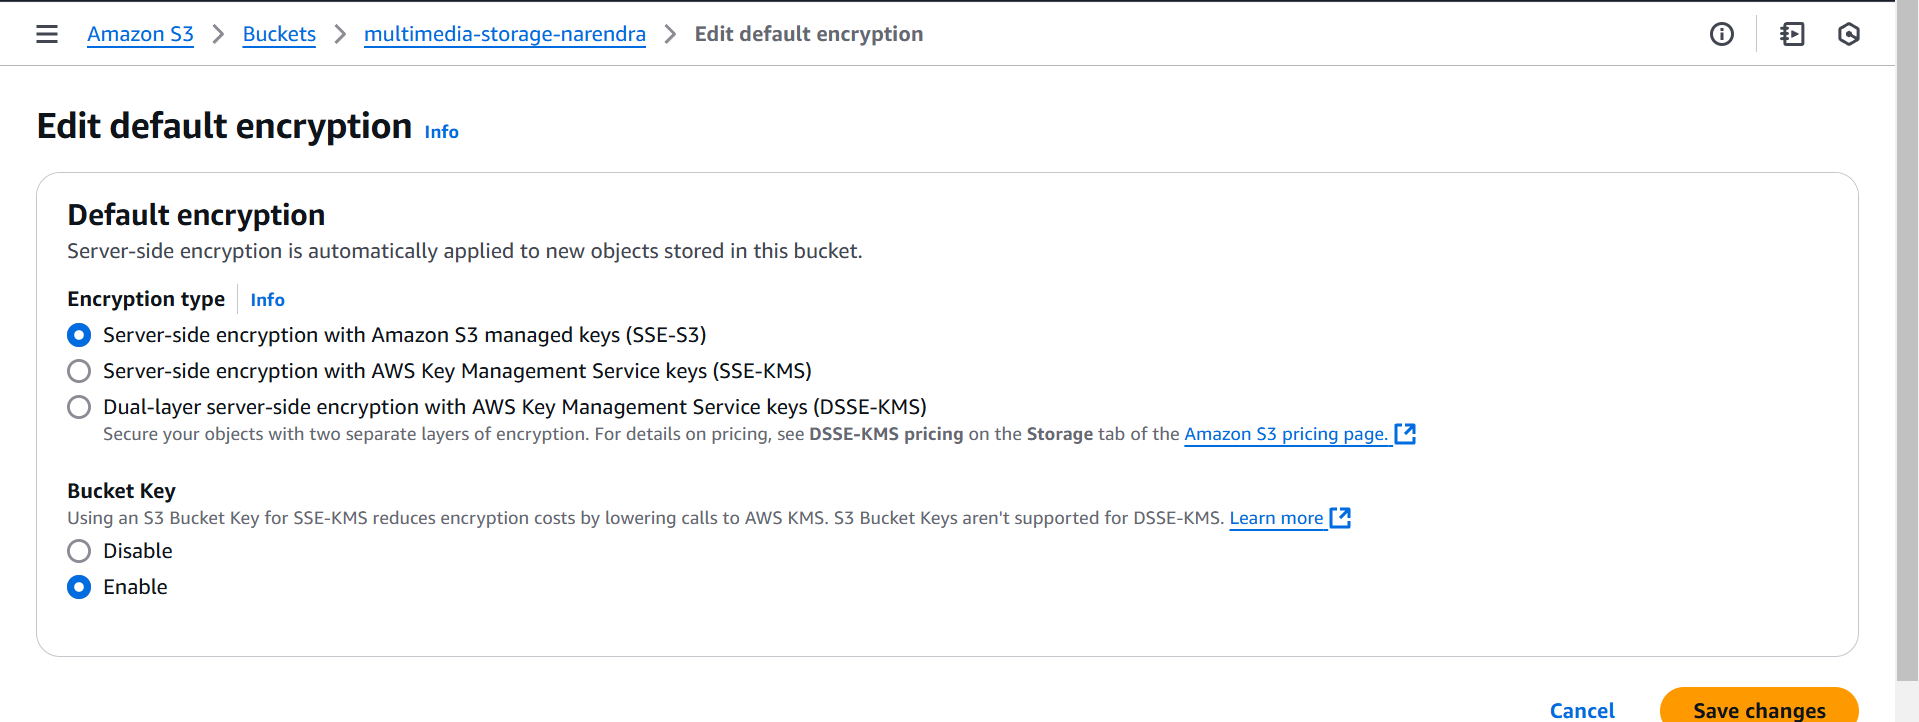 Amazon S3 > Buckets > multimedia-storage-narendra > Edit default encryption
Edit default encryption Info
Default encryption
Server-side encryption is automatically applied to new objects stored in this bucket.
Encryption type Info
Server-side encryption with Amazon S3 managed keys (SSE-S3)
Server-side encryption with AWS Key Management Service keys (SSE-KMS)
Dual-layer server-side encryption with AWS Key Management Service keys (DSSE-KMS)
Secure your objects with two separate layers of encryption. For details on pricing, see DSSE-KMS pricing on the Storage tab of the Amazon S3 pricing page.
Bucket Key
Using an S3 Bucket Key for SSE-KMS reduces encryption costs by lowering calls to AWS KMS. S3 Bucket Keys aren't supported for DSSE-KMS. Learn more
Disable
Enable
Cancel Save changes